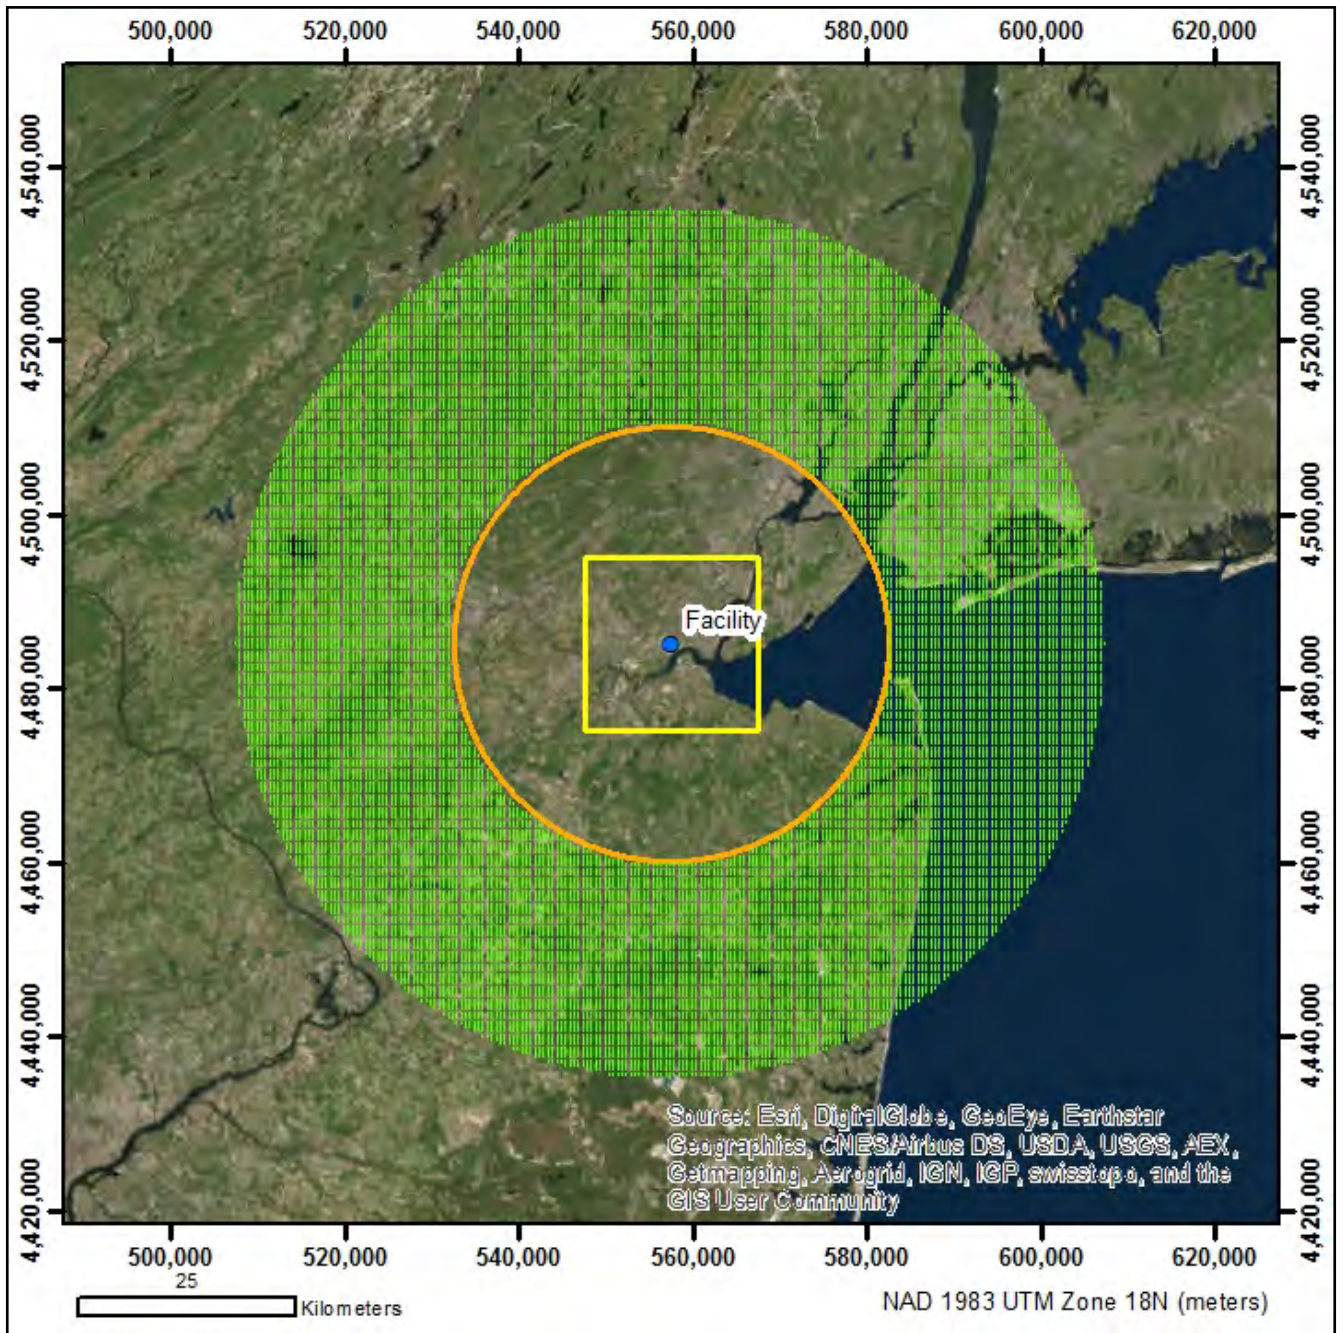 500,000 520,000 540,000 560,000 580,000 600,000 620,000
4,540,000 4,540,000
4,520,000 4,520,000
4,500,000 4,500,000
Facility
4,480,000 4,480,000
4,460,000 4,460,000
4,440,000 4,440,000
Source: Esri, DigitalGlobe, GeoEye, Earthstar
Geographics, CNES/Airbus DS, USDA, USGS, AEX,
Getmapping, Aerogrid, IGN, IGP, swisstopo, and the
GIS User Community
4,420,000 4,420,000
500,000 520,000 540,000 560,000 580,000 600,000 620,000
25
Kilometers
NAD 1983 UTM Zone 18N (meters)